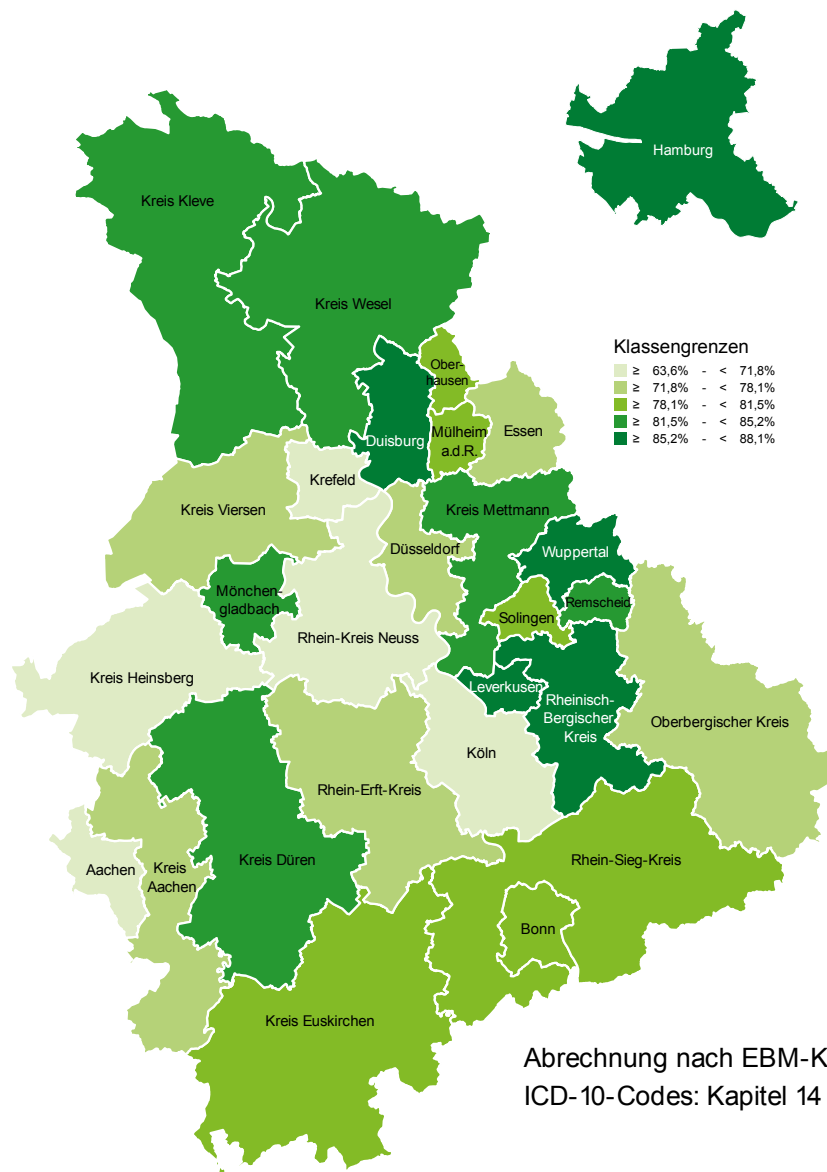 Hamburg
Kreis Kleve
Kreis Wesel
Klassengrenzen
≥ 63,6% - < 71,8%
≥ 71,8% - < 78,1%
≥ 78,1% - < 81,5%
≥ 81,5% - < 85,2%
≥ 85,2% - < 88,1%
Ober-
hausen
Duisburg
Mülheim
a.d.R.
Essen
Krefeld
Kreis Viersen
Kreis Mettmann
Düsseldorf
Wuppertal
Mönchen-
gladbach
Remscheid
Solingen
Rhein-Kreis Neuss
Kreis Heinsberg
Leverkusen
Rheinisch-
Bergischer
Kreis
Oberbergischer Kreis
Köln
Rhein-Erft-Kreis
Aachen
Kreis
Aachen
Kreis Düren
Rhein-Sieg-Kreis
Bonn
Kreis Euskirchen
Abrechnung nach EBM-K
ICD-10-Codes: Kapitel 14